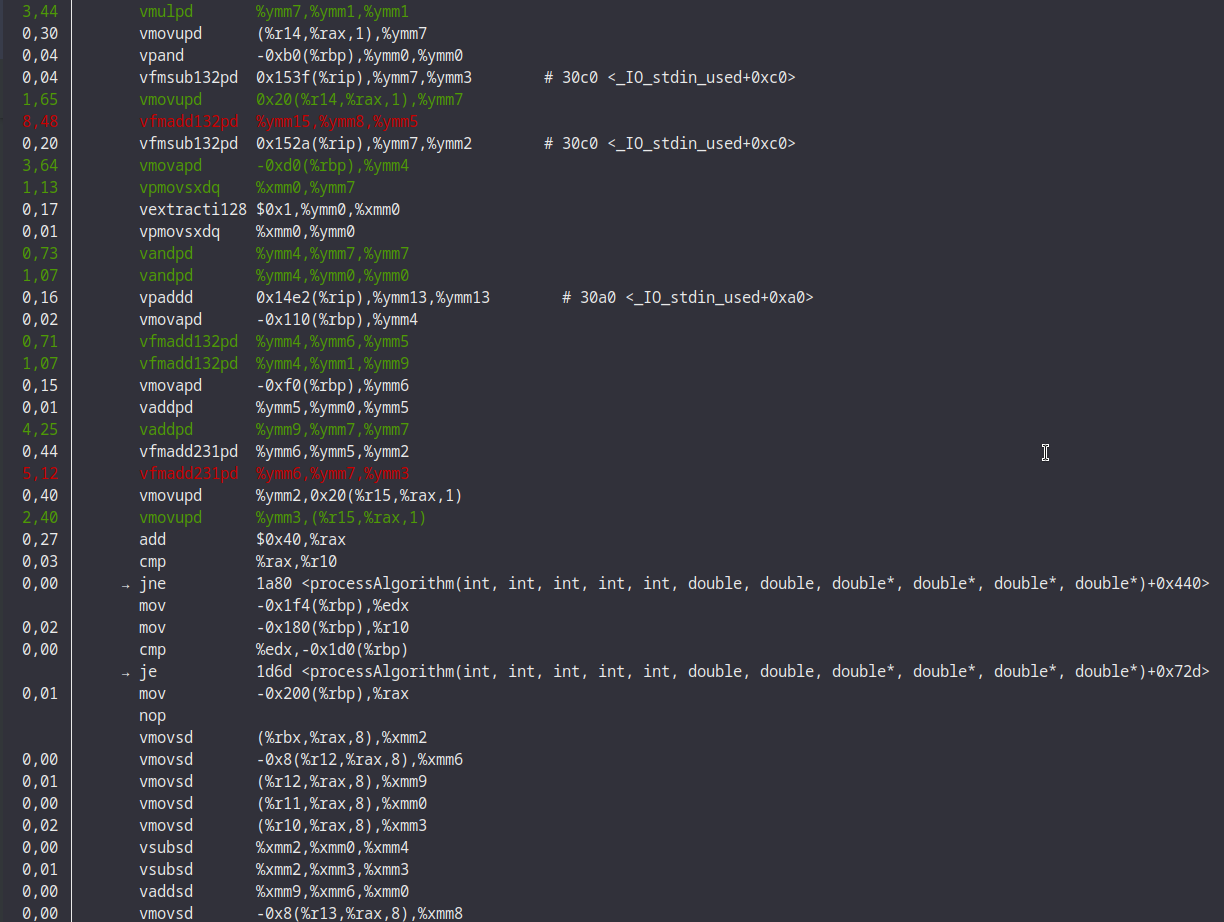 3,44 vmulpd %ymm7,%ymm1,%ymm1
0,30 vmovupd (%r14,%rax,1),%ymm7
0,04 vpand -0xb0(%rbp),%ymm0,%ymm0
0,04 vfmsub132pd 0x153f(%rip),%ymm7,%ymm3 # 30c0 <_IO_stdin_used+0xc0>
1,65 vmovupd 0x20(%r14,%rax,1),%ymm7
8,48 vfmadd132pd %ymm15,%ymm8,%ymm5
0,20 vfmsub132pd 0x152a(%rip),%ymm7,%ymm2 # 30c0 <_IO_stdin_used+0xc0>
3,64 vmovapd -0xd0(%rbp),%ymm4
1,13 vpmovsxdq %xmm0,%ymm7
0,17 vextracti128 $0x1,%ymm0,%xmm0
0,01 vpmovsxdq %xmm0,%ymm0
0,73 vandpd %ymm4,%ymm7,%ymm7
1,07 vandpd %ymm4,%ymm0,%ymm0
0,16 vpaddd 0x14e2(%rip),%ymm13,%ymm13 # 30a0 <_IO_stdin_used+0xa0>
0,02 vmovapd -0x110(%rbp),%ymm4
0,71 vfmadd132pd %ymm4,%ymm6,%ymm5
1,07 vfmadd132pd %ymm4,%ymm1,%ymm9
0,15 vmovapd -0xf0(%rbp),%ymm6
0,01 vaddpd %ymm5,%ymm0,%ymm5
4,25 vaddpd %ymm9,%ymm7,%ymm7
0,44 vfmadd231pd %ymm6,%ymm5,%ymm2
5,12 vfmadd231pd %ymm6,%ymm7,%ymm3
0,40 vmovupd %ymm2,0x20(%r15,%rax,1)
2,40 vmovupd %ymm3,(%r15,%rax,1)
0,27 add $0x40,%rax
0,03 cmp %rax,%r10
0,00 → jne 1a80 <processAlgorithm(int, int, int, int, int, double, double, double*, double*, double*, double*)+0x440>
mov -0x1f4(%rbp),%edx
0,02 mov -0x180(%rbp),%r10
0,00 cmp %edx,-0x1d0(%rbp)
→ je 1d6d <processAlgorithm(int, int, int, int, int, double, double, double*, double*, double*, double*)+0x72d>
0,01 mov -0x200(%rbp),%rax
nop
vmovsd (%rbx,%rax,8),%xmm2
0,00 vmovsd -0x8(%r12,%rax,8),%xmm6
0,01 vmovsd (%r12,%rax,8),%xmm9
0,00 vmovsd (%r11,%rax,8),%xmm0
0,02 vmovsd (%r10,%rax,8),%xmm3
0,00 vsubsd %xmm2,%xmm0,%xmm4
0,01 vsubsd %xmm2,%xmm3,%xmm3
0,00 vaddsd %xmm9,%xmm6,%xmm0
0,00 vmovsd -0x8(%r13,%rax,8),%xmm8